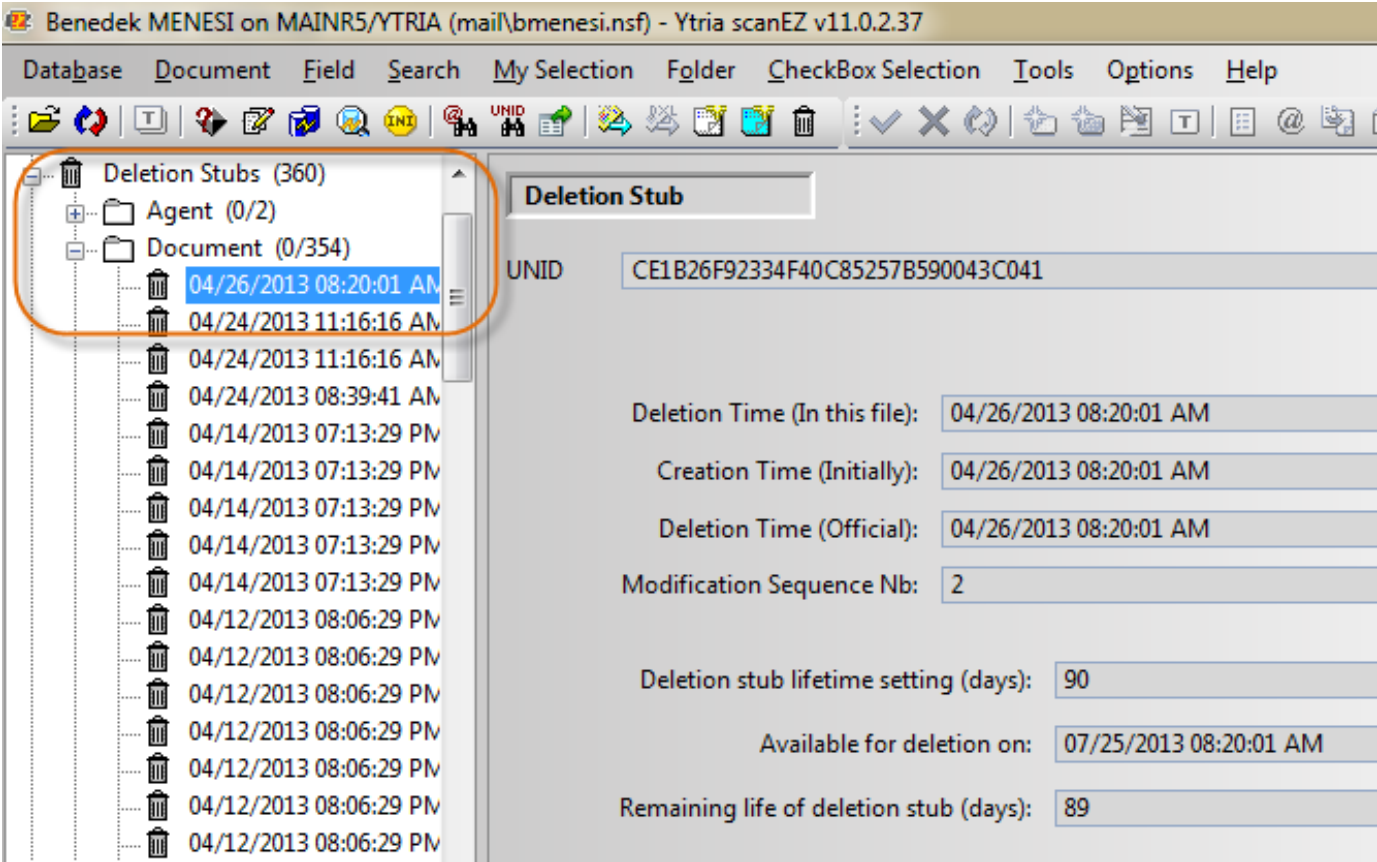 Benedek MENESI on MAINR5/YTRIA (mail\bmenesi.nsf) - Ytria scanEZ v11.0.2.37
Database Document Field Search My Selection Folder CheckBox Selection Tools Options Help
T INI @ UNID T @
Deletion Stubs (360)
Agent (0/2)
Document (0/354)
04/26/2013 08:20:01 AM
04/24/2013 11:16:16 AM
04/24/2013 11:16:16 AM
04/24/2013 08:39:41 AM
04/14/2013 07:13:29 PM
04/14/2013 07:13:29 PM
04/14/2013 07:13:29 PM
04/14/2013 07:13:29 PM
04/14/2013 07:13:29 PM
04/12/2013 08:06:29 PM
04/12/2013 08:06:29 PM
04/12/2013 08:06:29 PM
04/12/2013 08:06:29 PM
04/12/2013 08:06:29 PM
04/12/2013 08:06:29 PM
04/12/2013 08:06:29 PM
Deletion Stub
UNID CE1B26F92334F40C85257B590043C041
Deletion Time (In this file): 04/26/2013 08:20:01 AM
Creation Time (Initially): 04/26/2013 08:20:01 AM
Deletion Time (Official): 04/26/2013 08:20:01 AM
Modification Sequence Nb: 2
Deletion stub lifetime setting (days): 90
Available for deletion on: 07/25/2013 08:20:01 AM
Remaining life of deletion stub (days): 89